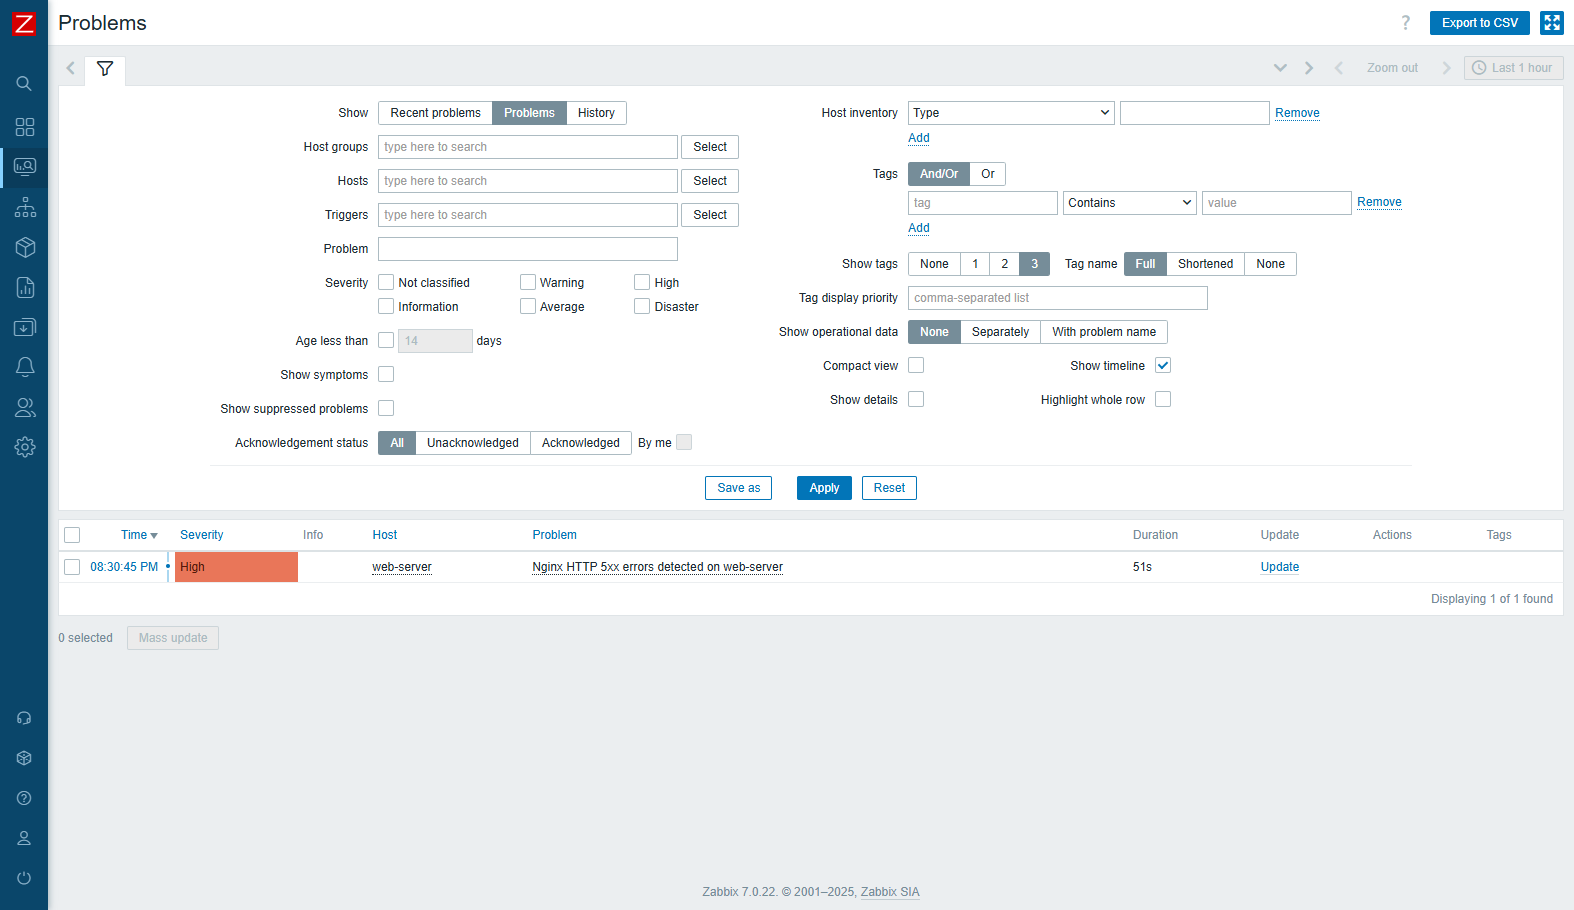 Z
Problems
?
Export to CSV
Zoom out
Last 1 hour
Show
Recent problems
Problems
History
Host groups
type here to search
Select
Hosts
type here to search
Select
Triggers
type here to search
Select
Problem
Severity
Not classified
Warning
High
Information
Average
Disaster
Age less than
14
days
Show symptoms
Show suppressed problems
Acknowledgement status
All
Unacknowledged
Acknowledged
By me
Host inventory
Type
Remove
Add
Tags
And/Or
Or
tag
Contains
value
Remove
Add
Show tags
None
1
2
3
Tag name
Full
Shortened
None
Tag display priority
comma-separated list
Show operational data
None
Separately
With problem name
Compact view
Show timeline
Show details
Highlight whole row
Save as
Apply
Reset
Time
Severity
Info
Host
Problem
Duration
Update
Actions
Tags
08:30:45 PM
High
web-server
Nginx HTTP 5xx errors detected on web-server
51s
Update
Displaying 1 of 1 found
0 selected
Mass update
Zabbix 7.0.22. © 2001–2025, Zabbix SIA